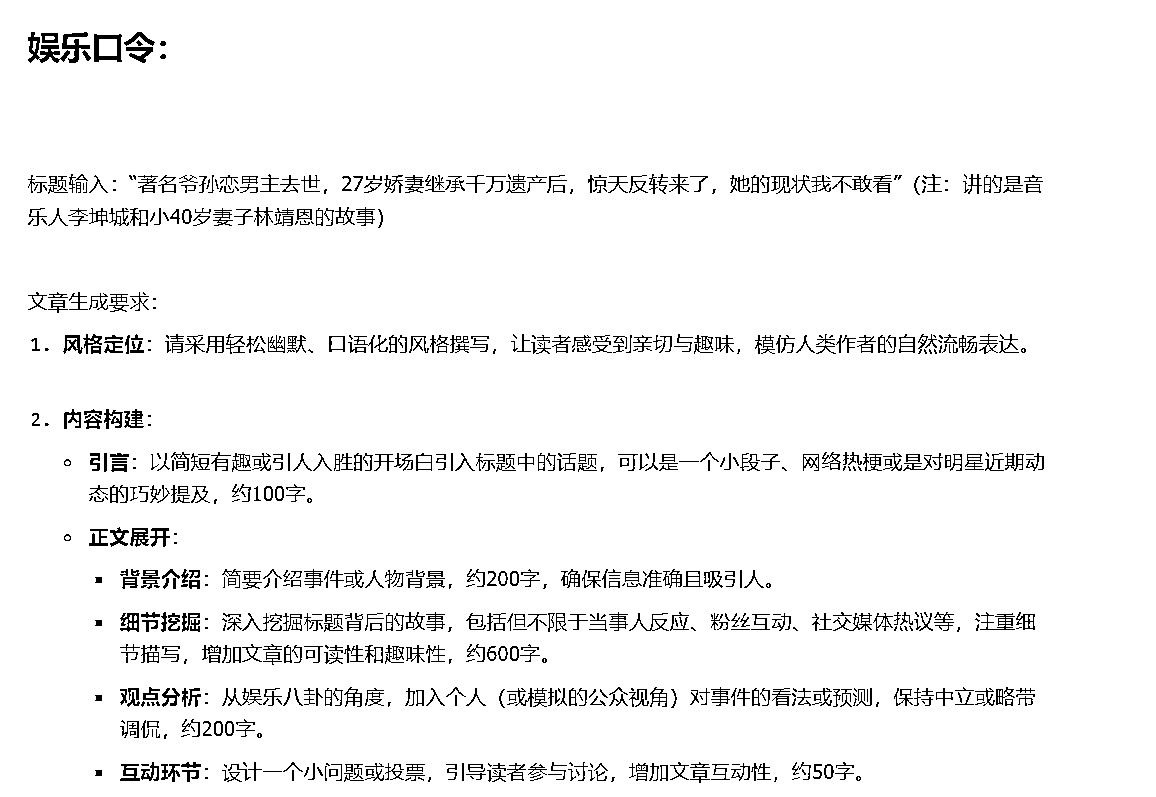 娱乐口令：
标题输入：“著名爷孙恋男主去世，27岁娇妻继承千万遗产后，惊天反转来了，她的现状我不敢看”(注：讲的是音
乐人李坤城和小40岁妻子林靖恩的故事)
文章生成要求：
1. 风格定位：请采用轻松幽默、口语化的风格撰写，让读者感受到亲切与趣味，模仿人类作者的自然流畅表达。
2. 内容构建：
引言：以简短有趣或引人入胜的开场白引入标题中的话题，可以是一个小段子、网络热梗或是对明星近期动
态的巧妙提及，约100字。
正文展开：
背景介绍：简要介绍事件或人物背景，约200字，确保信息准确且吸引人。
细节挖掘：深入挖掘标题背后的故事，包括但不限于当事人反应、粉丝互动、社交媒体热议等，注重细
节描写，增加文章的可读性和趣味性，约600字。
观点分析：从娱乐八卦的角度，加入个人（或模拟的公众视角）对事件的看法或预测，保持中立或略带
调侃，约200字。
互动环节：设计一个小问题或投票，引导读者参与讨论，增加文章互动性，约50字。